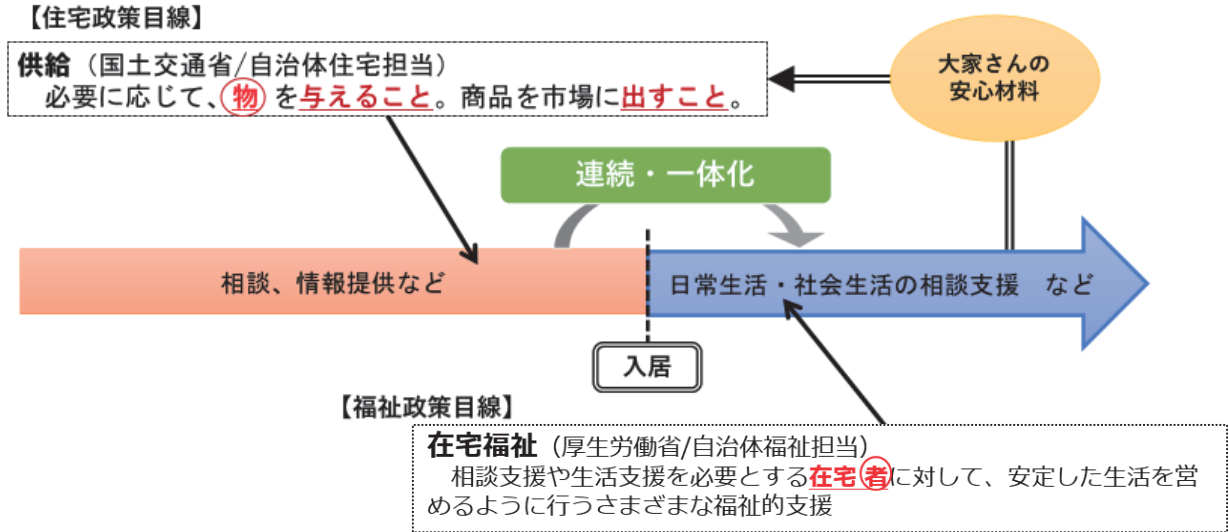 【住宅政策目線】
供給（国土交通省/自治体住宅担当）
必要に応じて、物を与えること。商品を市場に出すこと。
大家さんの
安心材料
連続・一体化
相談、情報提供など
日常生活・社会生活の相談支援　など
入居
【福祉政策目線】
在宅福祉（厚生労働省/自治体福祉担当）
相談支援や生活支援を必要とする在宅者に対して、安定した生活を営
めるように行うさまざまな福祉的支援